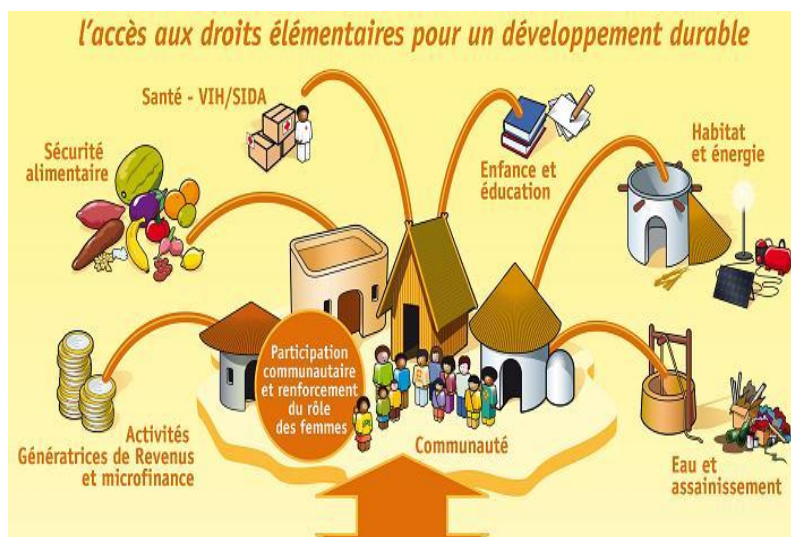 l'accès aux droits élémentaires pour un développement durable
Santé - VIH/SIDA
Sécurité
alimentaire
Enfance et
éducation
Habitat
et énergie
Participation
communautaire
et renforcement
du rôle
des femmes
Communauté
Activités
Génératrices de Revenus
et microfinance
Eau et
assainissement